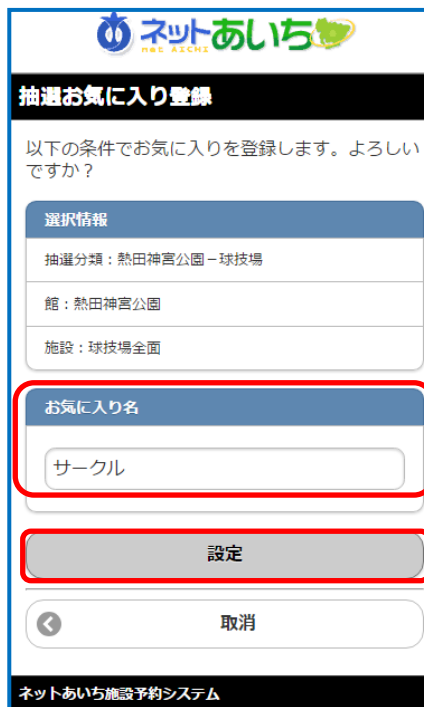 ネットあいち
net AICHI
抽選お気に入り登録
以下の条件でお気に入りを登録します。よろしい
ですか？
選択情報
抽選分類：熱田神宮公園－球技場
館：熱田神宮公園
施設：球技場全面
お気に入り名
サークル
設定
取消
ネットあいち施設予約システム